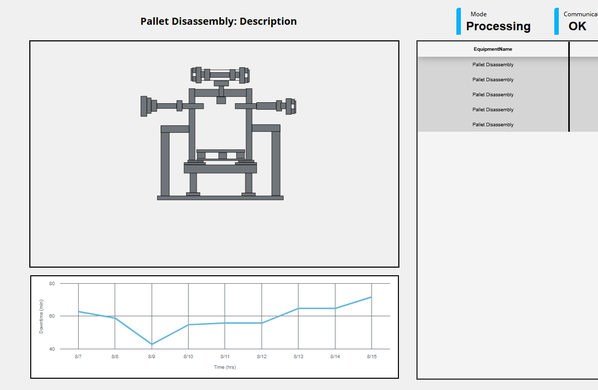 Pallet Disassembly: Description
Mode
Processing
Communica
OK
EquipmentName
Pallet Disassembly
Pallet Disassembly
Pallet Disassembly
Pallet Disassembly
Pallet Disassembly
80
60
40
Downtime (min)
8/7
8/8
8/9
8/10
8/11
8/12
8/13
8/14
8/15
Time (hrs)